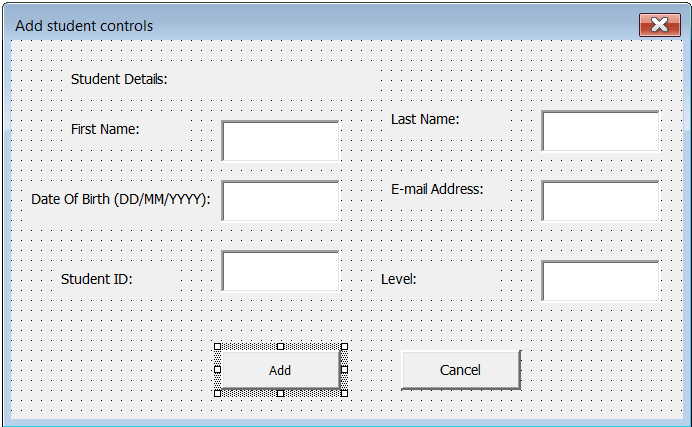 Add student controls
Student Details:
First Name:
Last Name:
Date Of Birth (DD/MM/YYYY):
E-mail Address:
Student ID:
Level:
Add
Cancel